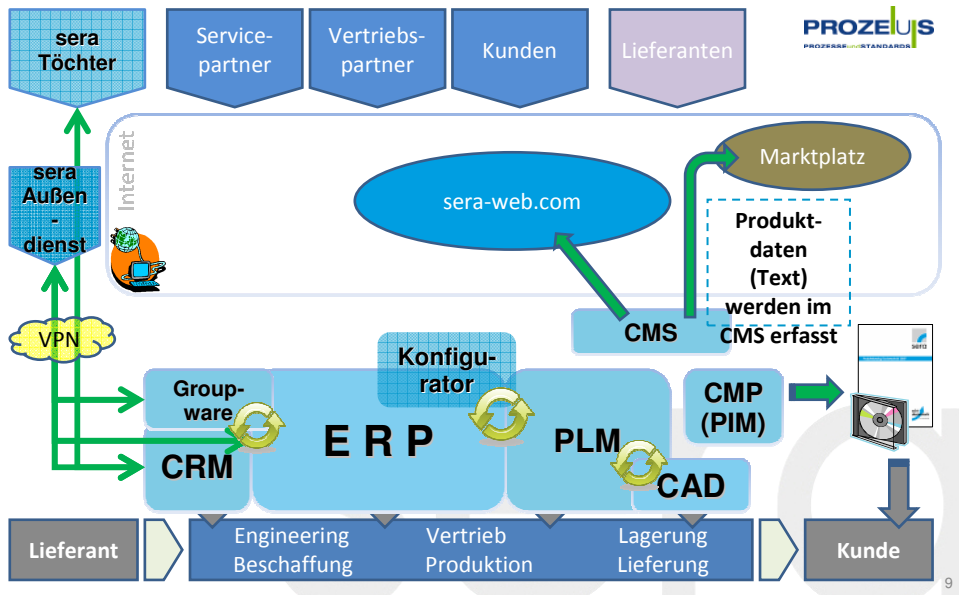 sera
Töchter
Service-
partner
Vertriebs-
partner
Kunden
Lieferanten
PROZEUS
PROZESSE und STANDARDS
Internet
sera
Außen
-
dienst
sera-web.com
Marktplatz
Produkt-
daten
(Text)
werden im
CMS erfasst
VPN
CMS
Konfigu-
rator
sera
Group-
ware
CRM
E R P
PLM
CAD
CMP
(PIM)
Lieferant
Engineering
Beschaffung
Vertrieb
Produktion
Lagerung
Lieferung
Kunde
9